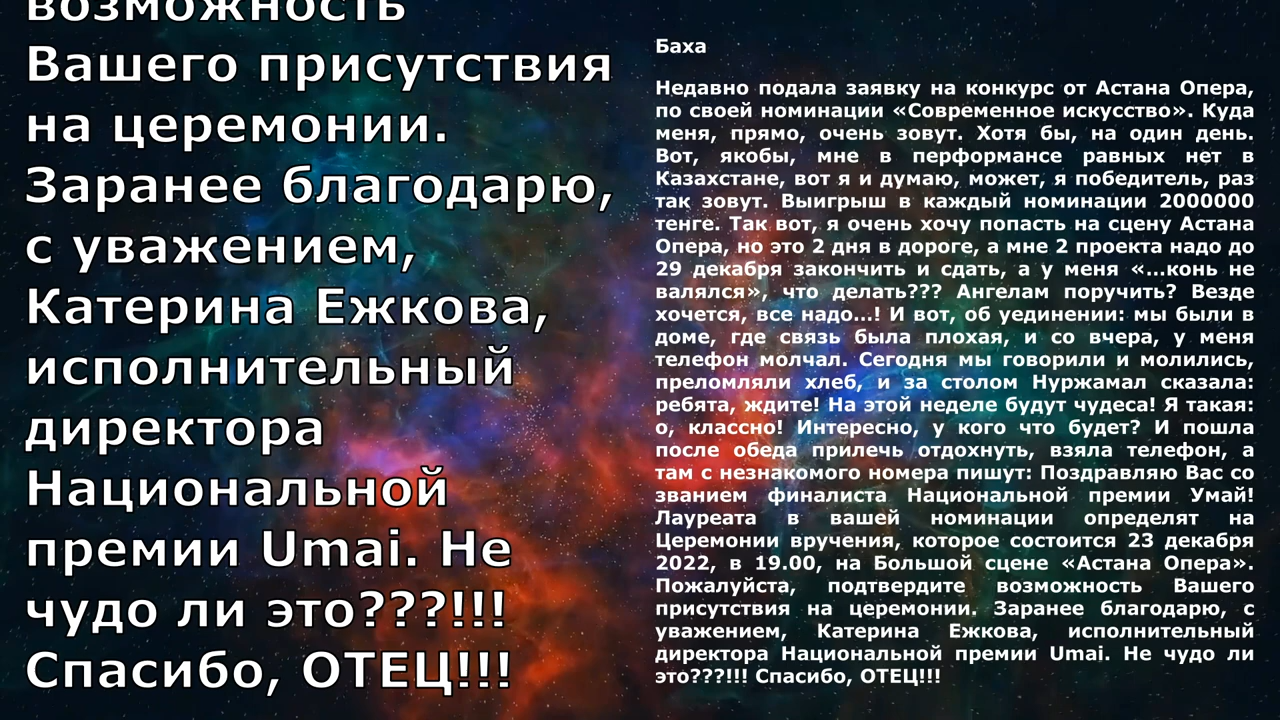 возможность
Вашего присутствия
на церемонии.
Заранее благодарю,
с уважением,
Катерина Ежкова,
исполнительный
директора
Национальной
премии Umai. Не
чудо ли это???!!!
Спасибо, ОТЕЦ!!!
Баха
Недавно подала заявку на конкурс от Астана Опера,
по своей номинации «Современное искусство». Куда
меня, прямо, очень зовут. Хотя бы, на один день.
Вот, якобы, мне в перформансе равных нет в
Казахстане, вот я и думаю, может, я победитель, раз
так зовут. Выигрыш в каждый номинации 2000000
тенге. Так вот, я очень хочу попасть на сцену Астана
Опера, но это 2 дня в дороге, а мне 2 проекта надо до
29 декабря закончить и сдать, а у меня «...конь не
валялся», что делать??? Ангелам поручить? Везде
хочется, все надо...! И вот, об уединении: мы были в
доме, где связь была плохая, и со вчера, у меня
телефон молчал. Сегодня мы говорили и молились,
преломляли хлеб, и за столом Нуржамал сказала:
ребята, ждите! На этой неделе будут чудеса! Я такая:
о, классно! Интересно, у кого что будет? И пошла
после обеда прилечь отдохнуть, взяла телефон, а
там с незнакомого номера пишут: Поздравляю Вас со
званием финалиста Национальной премии Умай!
Лауреата в вашей номинации определят на
Церемонии вручения, которое состоится 23 декабря
2022, в 19.00, на Большой сцене «Астана Опера».
Пожалуйста, подтвердите возможность Вашего
присутствия на церемонии. Заранее благодарю, с
уважением, Катерина Ежкова, исполнительный
директора Национальной премии Umai. Не чудо ли
это???!!! Спасибо, ОТЕЦ!!!